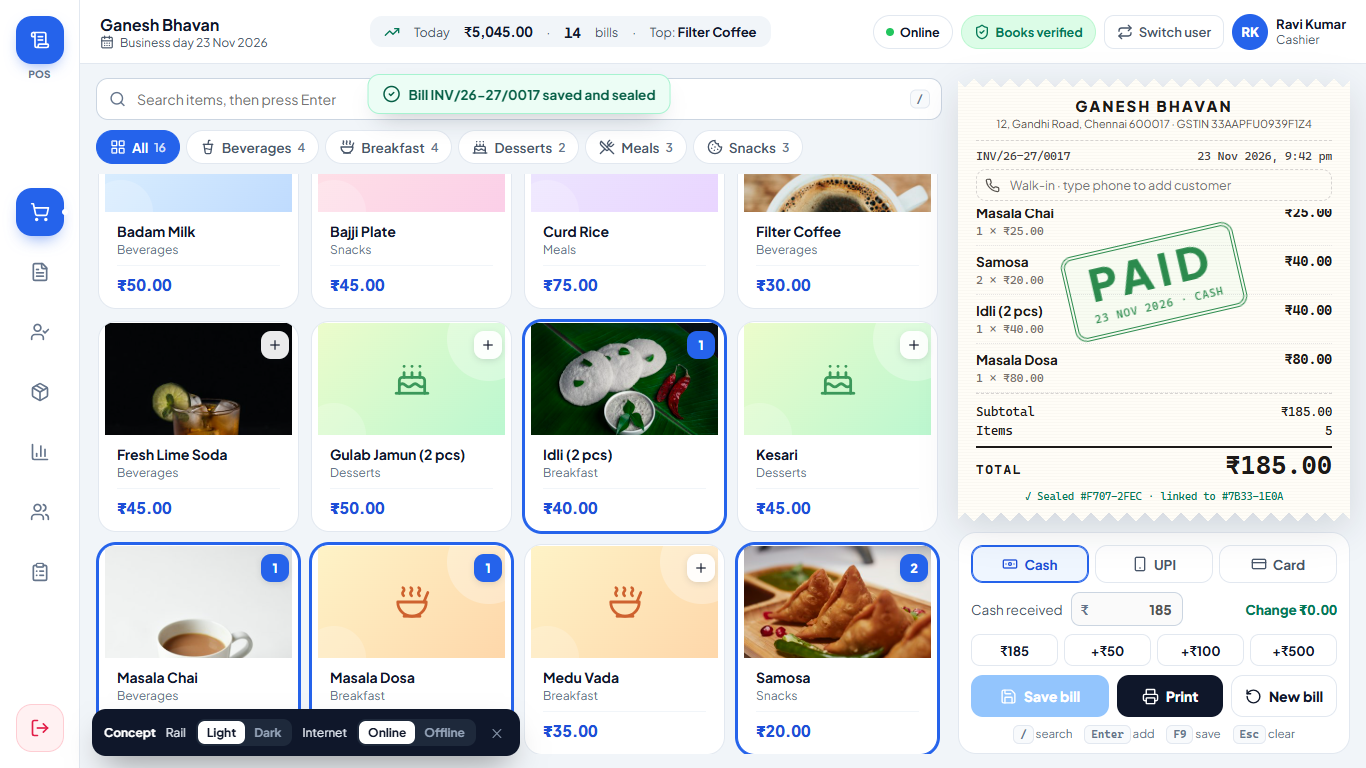 POS
Ganesh Bhavan
Business day 23 Nov 2026
Today ₹5,045.00 · 14 bills · Top: Filter Coffee
Online
Books verified
Switch user
RK
Ravi Kumar
Cashier
Search items, then press Enter
/
Bill INV/26-27/0017 saved and sealed
All 16
Beverages 4
Breakfast 4
Desserts 2
Meals 3
Snacks 3
Badam Milk
Beverages
₹50.00
Bajji Plate
Snacks
₹45.00
Curd Rice
Meals
₹75.00
Filter Coffee
Beverages
₹30.00
Fresh Lime Soda
Beverages
₹45.00
Gulab Jamun (2 pcs)
Desserts
₹50.00
1
Idli (2 pcs)
Breakfast
₹40.00
Kesari
Desserts
₹45.00
1
Masala Chai
Beverages
1
Masala Dosa
Breakfast
Medu Vada
Breakfast
₹35.00
2
Samosa
Snacks
₹20.00
Concept Rail Light Dark Internet Online Offline
GANESH BHAVAN
12, Gandhi Road, Chennai 600017 · GSTIN 33AAPFU0939F1Z4
INV/26-27/0017 23 Nov 2026, 9:42 pm
Walk-in · type phone to add customer
Masala Chai ₹25.00
1 × ₹25.00
Samosa ₹40.00
2 × ₹20.00
Idli (2 pcs) ₹40.00
1 × ₹40.00
Masala Dosa ₹80.00
1 × ₹80.00
PAID
23 NOV 2026 · CASH
Subtotal ₹185.00
Items 5
TOTAL ₹185.00
✓ Sealed #F707-2FEC · linked to #7B33-1E0A
Cash
UPI
Card
Cash received ₹ 185 Change ₹0.00
₹185 +₹50 +₹100 +₹500
Save bill
Print
New bill
/ search Enter add F9 save Esc clear